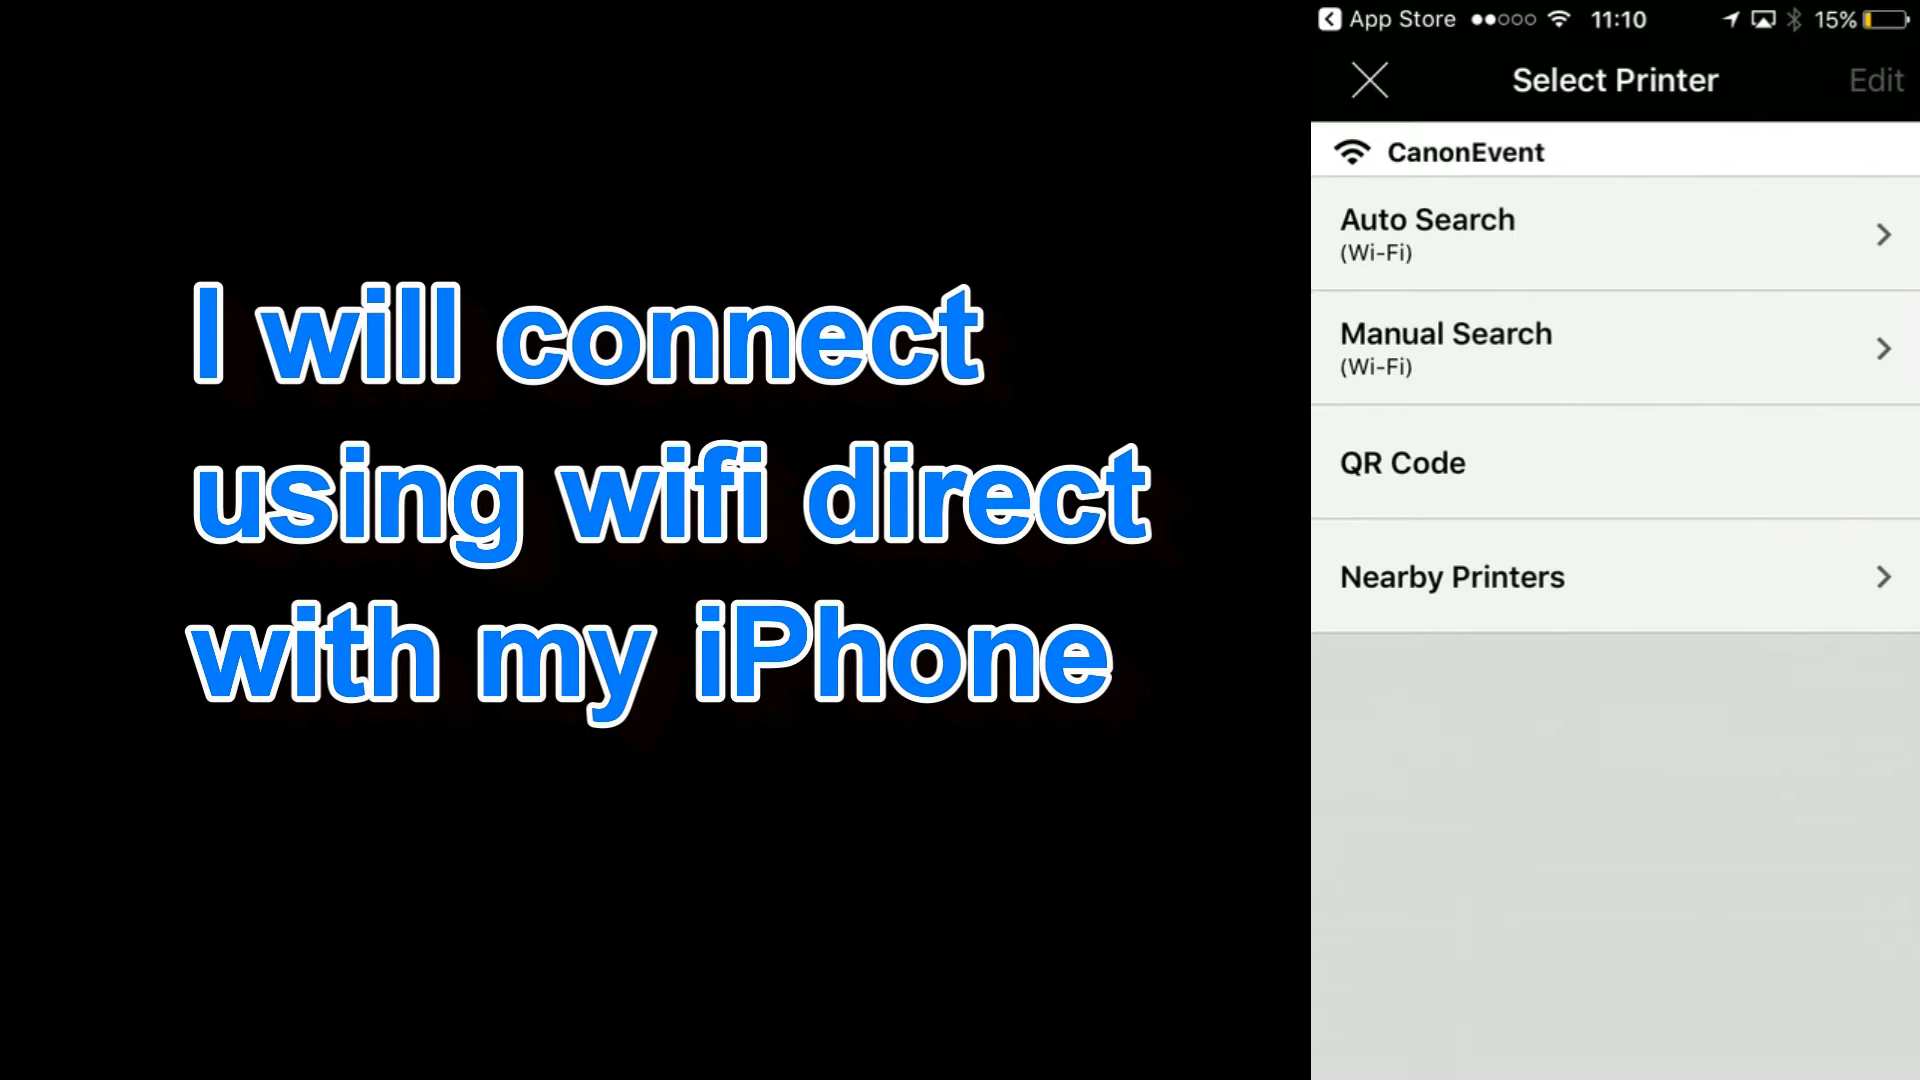 I will connect
using wifi direct
with my iPhone
App Store 11:10 15%
Select Printer Edit
CanonEvent
Auto Search
(Wi-Fi)
Manual Search
(Wi-Fi)
QR Code
Nearby Printers